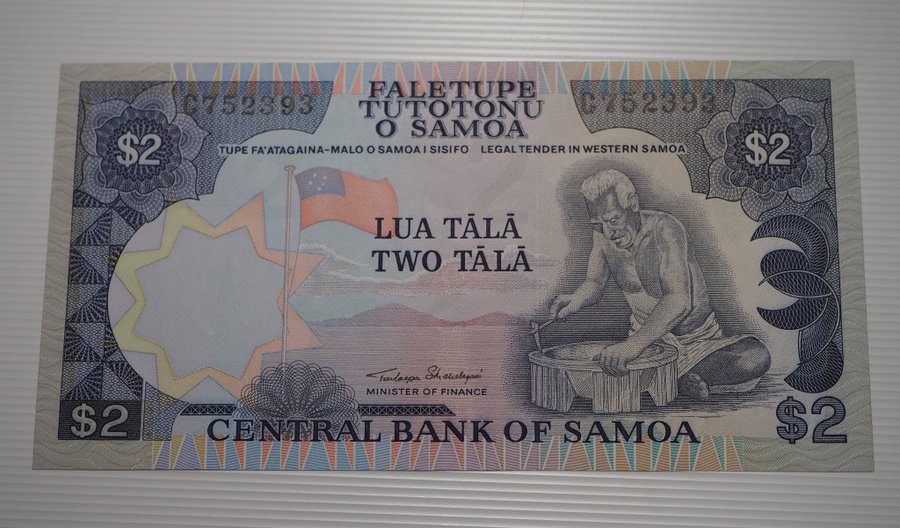 FALETUPE
TUTOTONU
O SAMOA
C752393
C752393
TUPE FA'ATAGAINA-MALO O SAMOA I SISIFO LEGAL TENDER IN WESTERN SAMOA
$2
$2
LUA TĀLĀ
TWO TĀLĀ
MINISTER OF FINANCE
$2
CENTRAL BANK OF SAMOA
$2